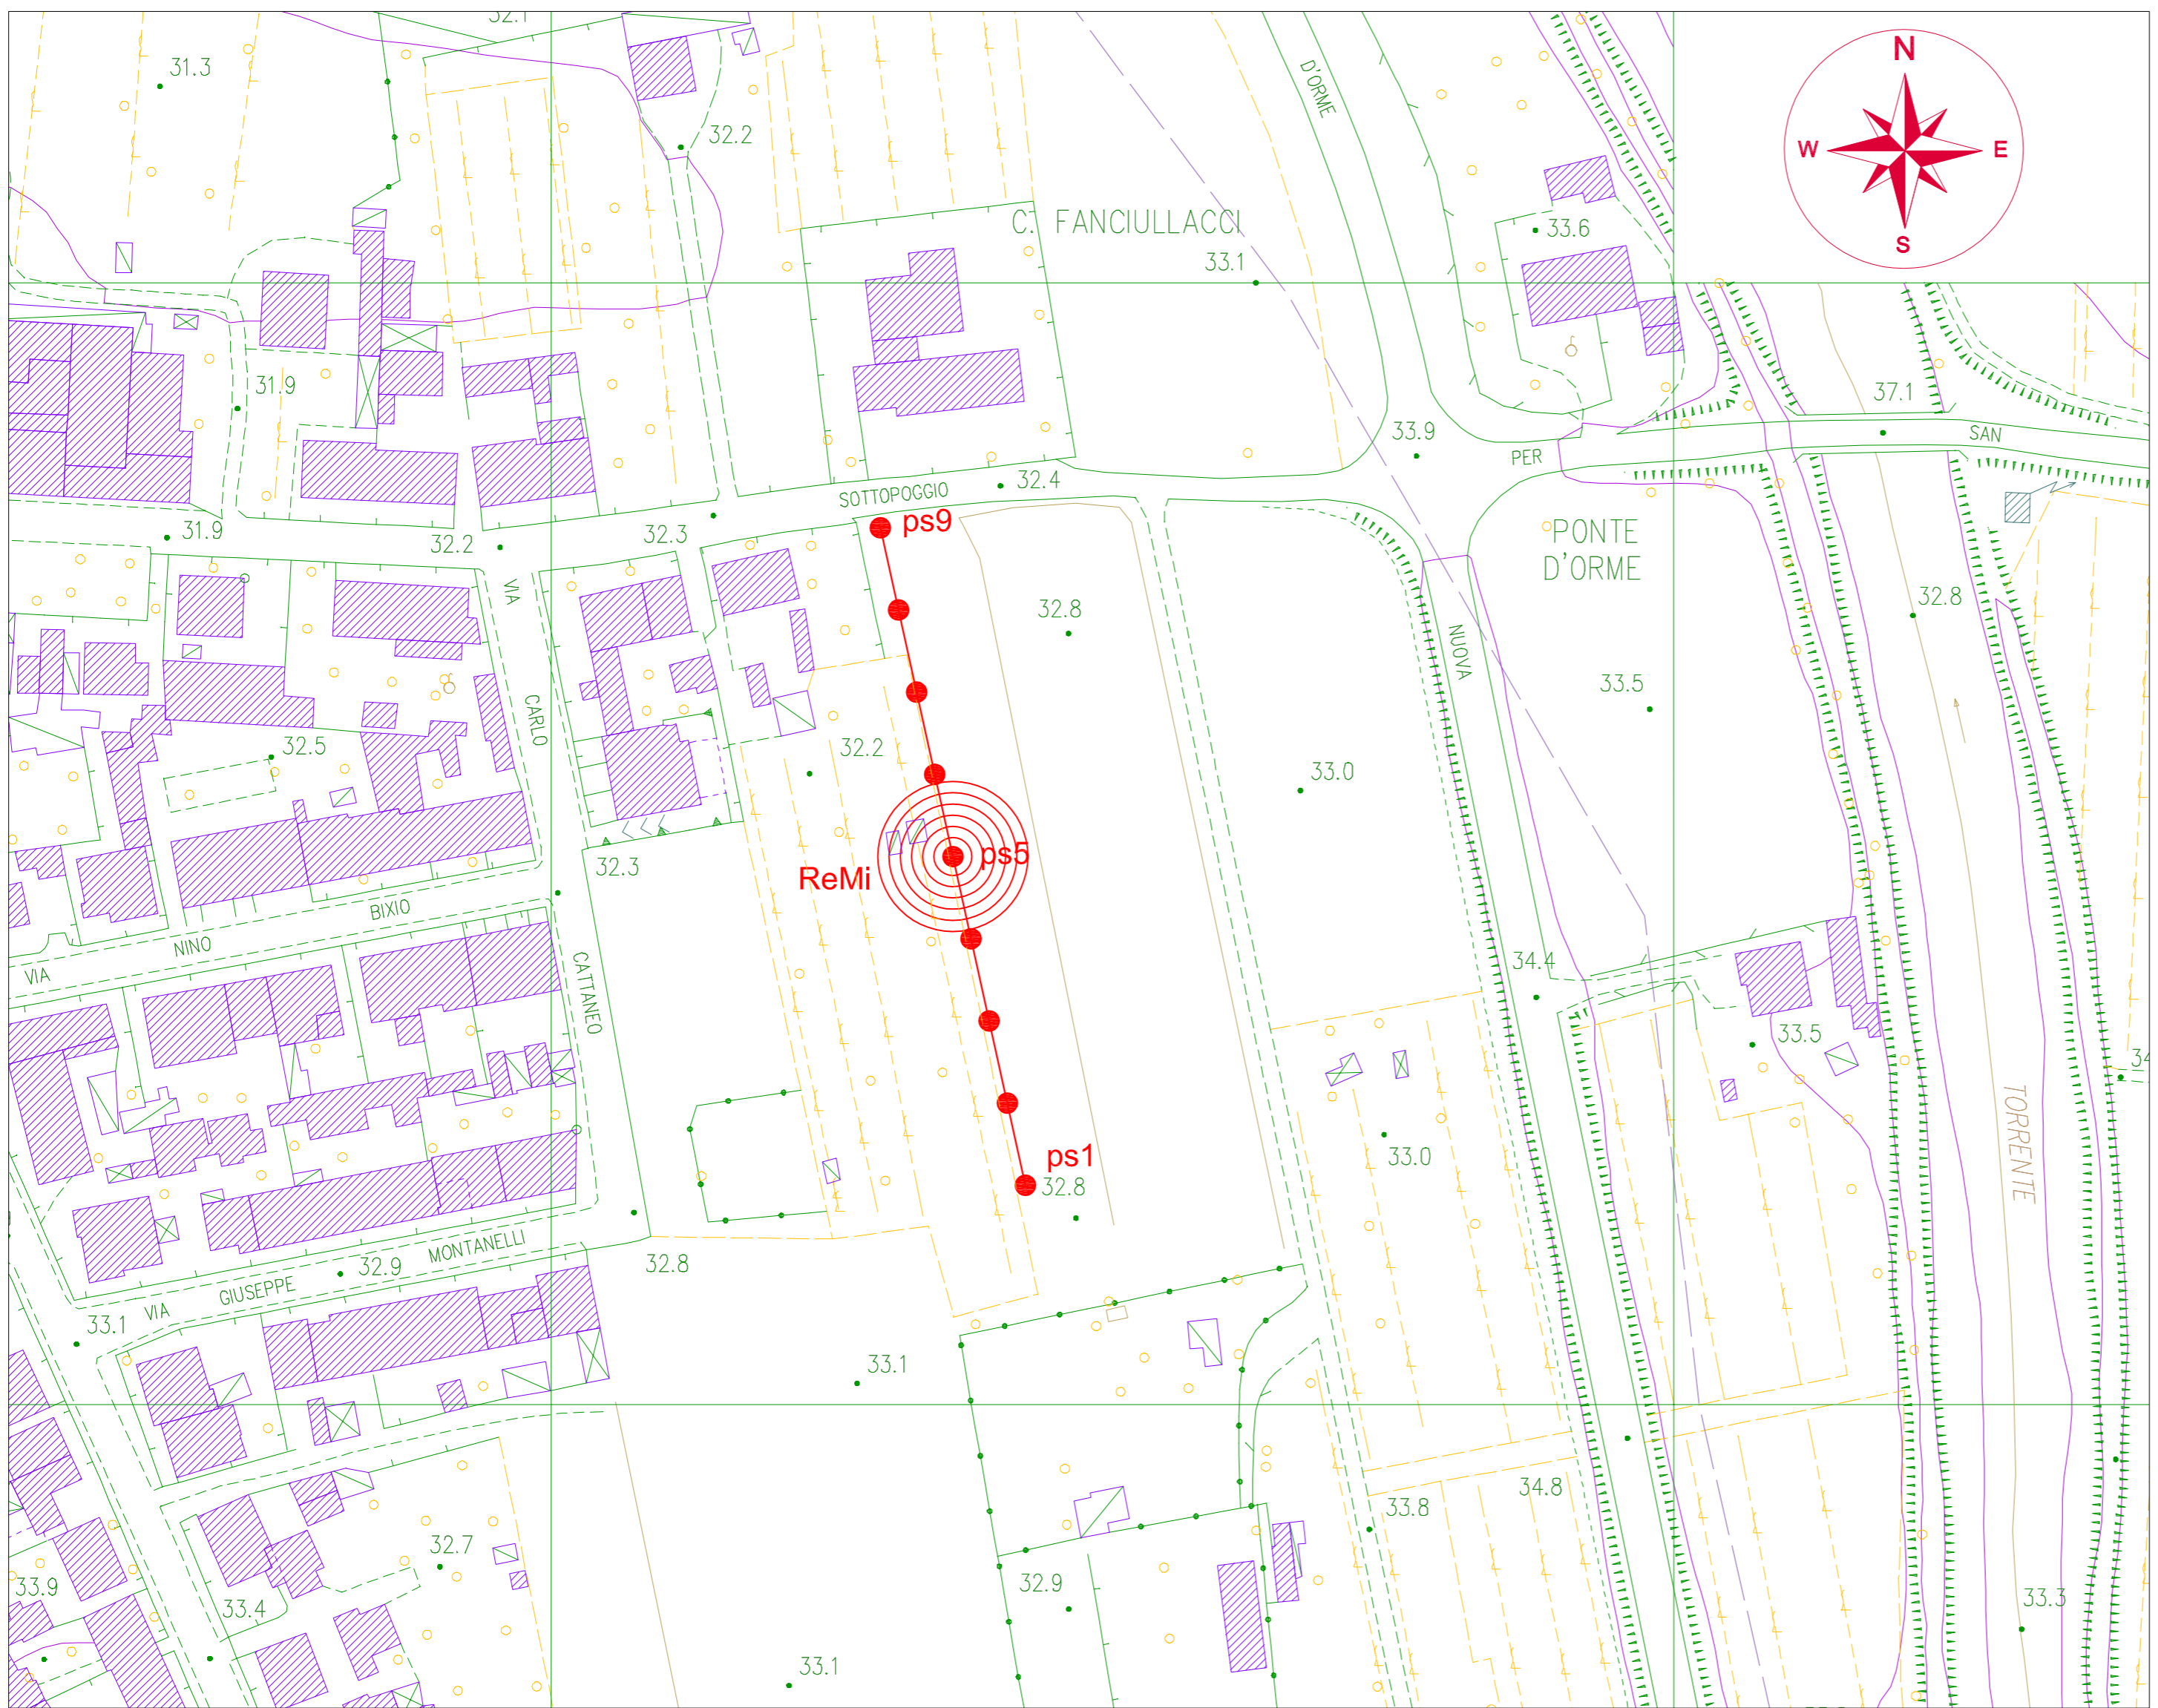 32.1
31.3
N
D'ORME
32.2
W
E
C. FANCIULLACCI
33.6
S
33.1
31.9
37.1
33.9
SAN
PER
32.4
SOTTOPOGGIO
ps9
31.9
32.2
32.3
PONTE
D'ORME
VIA
32.8
32.8
NUOVA
33.5
CARLO
32.5
32.2
33.0
ps5
32.3
ReMi
BIXIO
NINO
VIA
CATTANEO
34.4
33.5
34
TORRENTE
33.0
ps1
32.8
MONTANELLI
32.9
32.8
GIUSEPPE
VIA
33.1
33.1
34.8
33.8
32.7
32.9
33.9
33.4
33.3
33.1